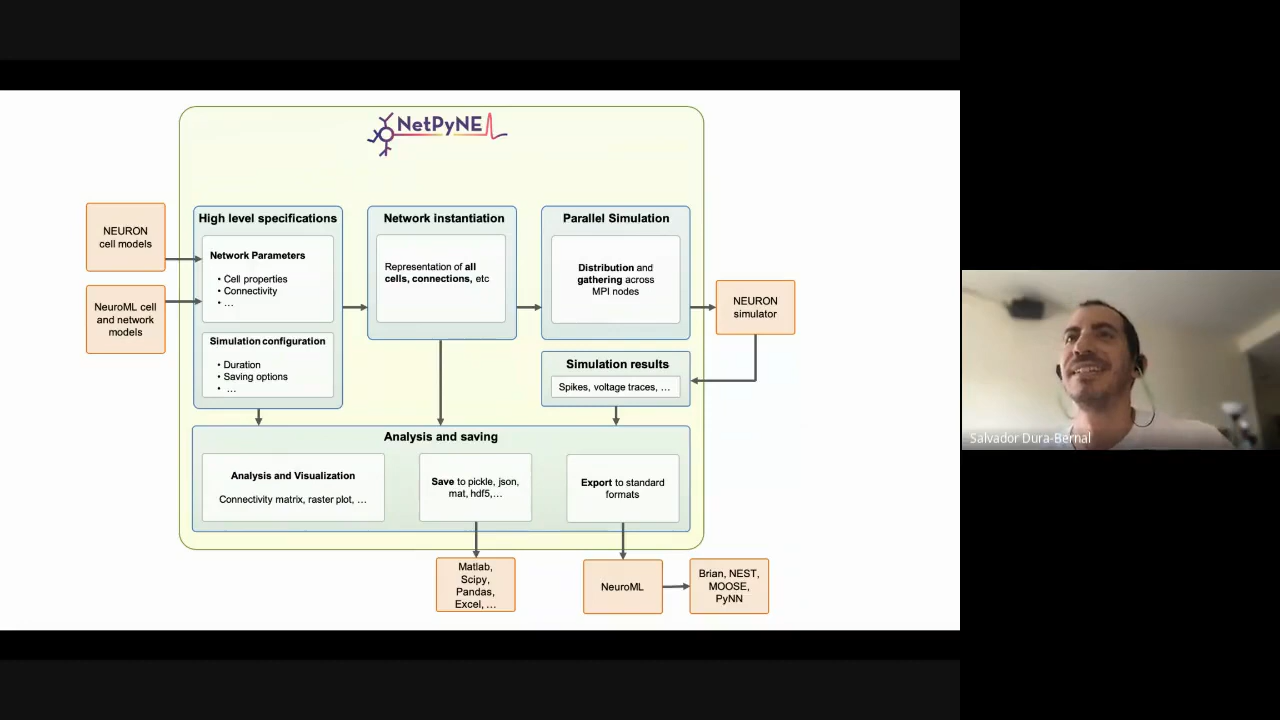 NetPyNE
NEURON
cell models
NeuroML cell
and network
models
High level specifications
Network Parameters
• Cell properties
• Connectivity
• ...
Simulation configuration
• Duration
• Saving options
• ...
Network instantiation
Representation of all
cells, connections, etc
Parallel Simulation
Distribution and
gathering across
MPI nodes
NEURON
simulator
Simulation results
Spikes, voltage traces, ...
Analysis and saving
Analysis and Visualization
Connectivity matrix, raster plot, ...
Save to pickle, json,
mat, hdf5,...
Export to standard
formats
Matlab,
Scipy,
Pandas,
Excel, ...
NeuroML
Brian, NEST,
MOOSE,
PyNN
Salvador Dura-Bernal